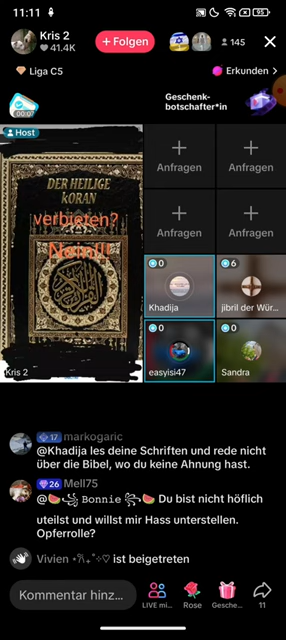 11:11
95
Kris 2
41.4K
+ Folgen
145
Liga C5
Erkunden >
00:07
Geschenk-
botschafter*in
Host
DER HEILIGE
KORAN
verbieten?
Nein!!!
Kris 2
Anfragen
Anfragen
Anfragen
Anfragen
0
Khadija
6
jibril der Wür...
0
easyisi47
0
Sandra
17 markogaric
@Khadija les deine Schriften und rede nicht
über die Bibel, wo du keine Ahnung hast.
26 Mell75
@🍉꧁ 𝙱𝚘𝚗𝚗𝚒𝚎 ꧂🍉 Du bist nicht höflich
uteilst und willst mir Hass unterstellen.
Opferrolle?
Vivien ⋆˚₊♡ ist beigetreten
Kommentar hinz...
LIVE mi...
Rose
Gesche...
11